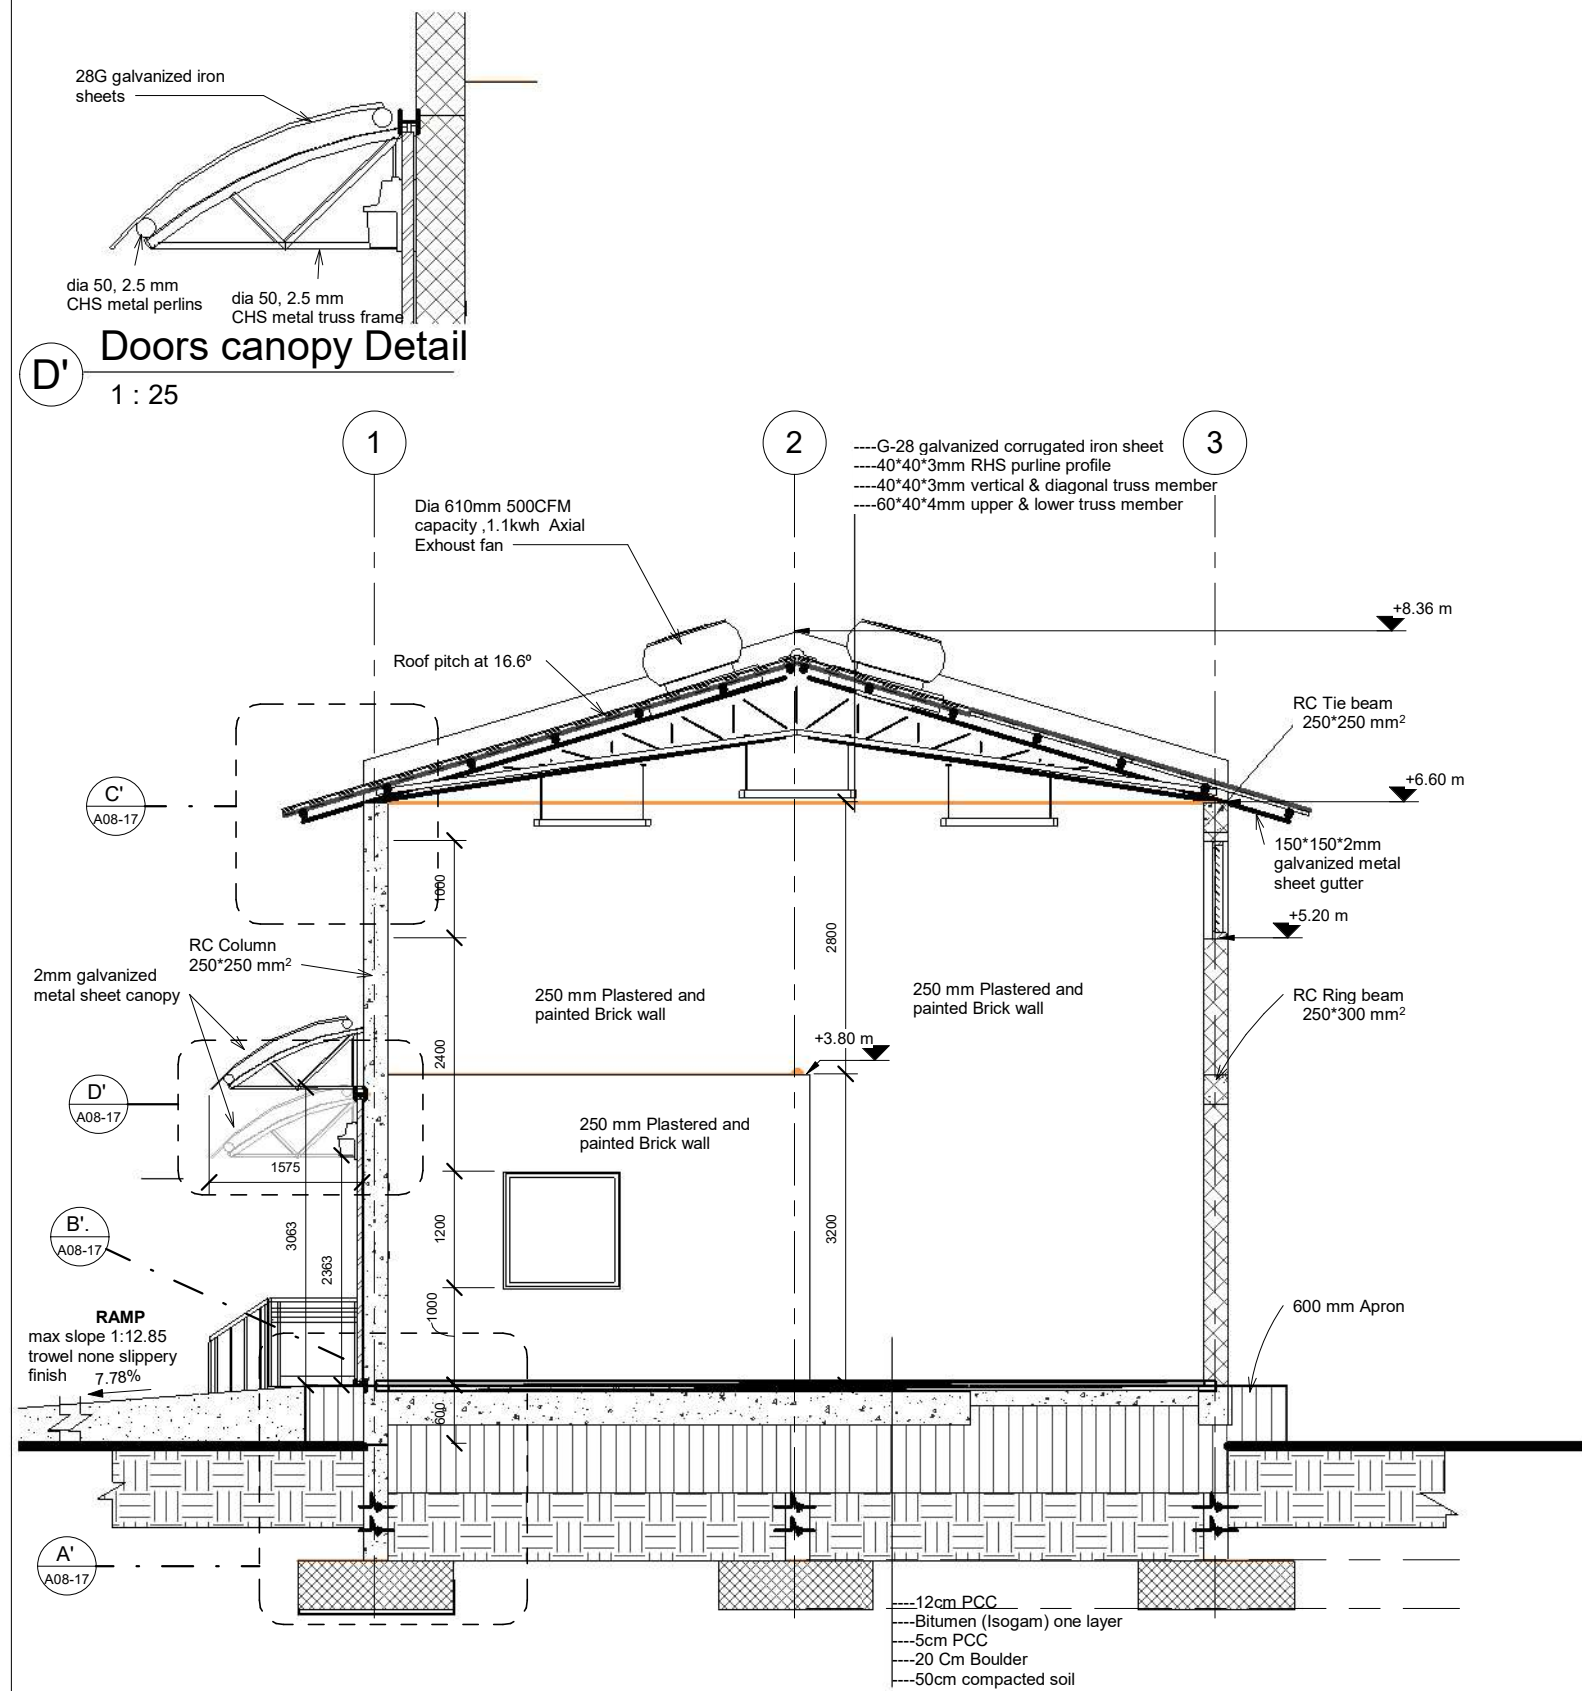 28G galvanized iron
sheets
dia 50, 2.5 mm
CHS metal perlins
dia 50, 2.5 mm
CHS metal truss frame
D'
Doors canopy Detail
1 : 25
1
2
3
----G-28 galvanized corrugated iron sheet
----40*40*3mm RHS purline profile
----40*40*3mm vertical & diagonal truss member
----60*40*4mm upper & lower truss member
Dia 610mm 500CFM
capacity ,1.1kwh Axial
Exhoust fan
+8.36 m
Roof pitch at 16.6º
RC Tie beam
250*250 mm²
+6.60 m
C'
A08-17
150*150*2mm
galvanized metal
sheet gutter
1000
+5.20 m
2800
RC Column
250*250 mm²
2mm galvanized
metal sheet canopy
250 mm Plastered and
painted Brick wall
250 mm Plastered and
painted Brick wall
RC Ring beam
250*300 mm²
+3.80 m
2400
D'
A08-17
250 mm Plastered and
painted Brick wall
1575
B'.
A08-17
3063
2363
1200
3200
1000
RAMP
max slope 1:12.85
trowel none slippery
finish
7.78%
600 mm Apron
600
A'
A08-17
----12cm PCC
----Bitumen (Isogam) one layer
----5cm PCC
----20 Cm Boulder
----50cm compacted soil